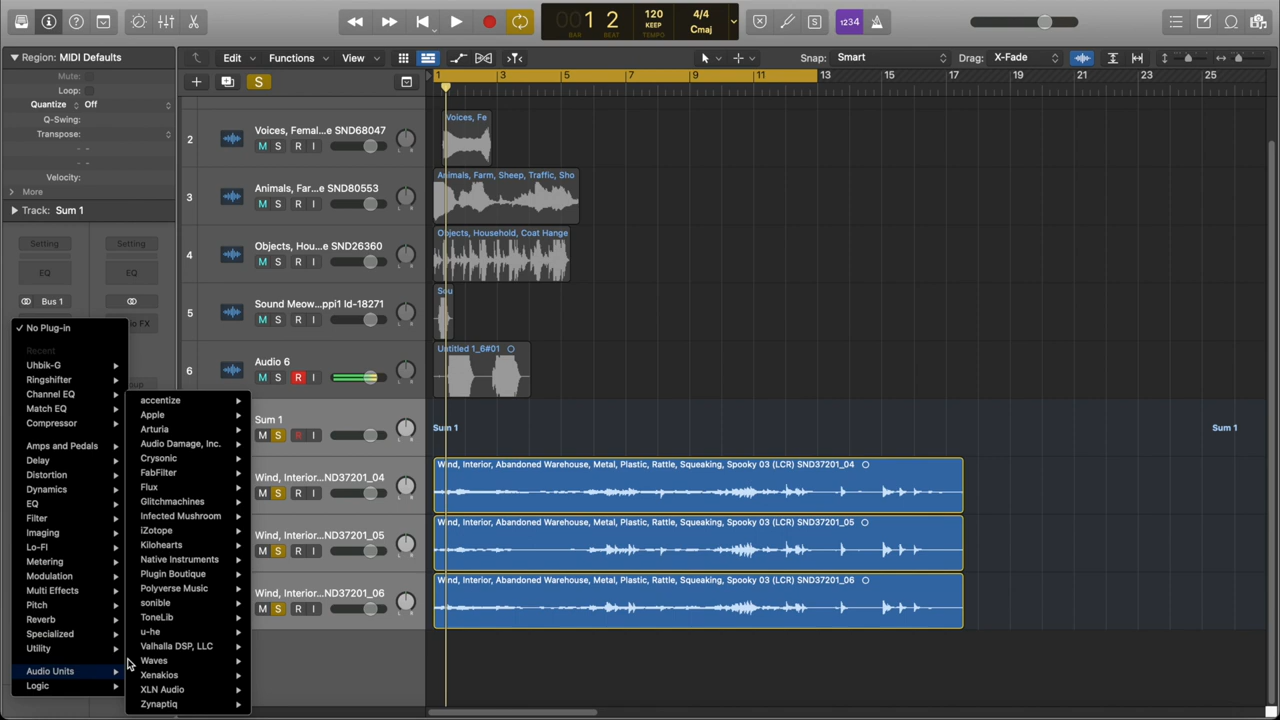 1 2
BAR BEAT
120
KEEP
TEMPO
4/4
Cmaj
1234
Region: MIDI Defaults
Edit
Functions
View
Snap: Smart
Drag: X-Fade
Mute:
Loop:
Quantize Off
Q-Swing:
Transpose:
Velocity:
More
Track: Sum 1
Setting Setting
EQ EQ
Bus 1
S
1 3 5 7 9 11 13 15 17 19 21 23 25
2
Voices, Femal...e SND68047
M S R I
L R
Voices, Fe
3
Animals, Far...e SND80553
M S R I
L R
Animals, Farm, Sheep, Traffic, Sho
4
Objects, Hou...e SND26360
M S R I
L R
Objects, Household, Coat Hange
5
Sound Meow...ppi1 Id-18271
M S R I
L R
Sou
6
Audio 6
M S R I
L R
Untitled 1_6#01
Sum 1
M S R I
Sum 1
Sum 1
Wind, Interior...ND37201_04
M S R I
Wind, Interior, Abandoned Warehouse, Metal, Plastic, Rattle, Squeaking, Spooky 03 (LCR) SND37201_04
Wind, Interior...ND37201_05
M S R I
Wind, Interior, Abandoned Warehouse, Metal, Plastic, Rattle, Squeaking, Spooky 03 (LCR) SND37201_05
Wind, Interior...ND37201_06
M S R I
Wind, Interior, Abandoned Warehouse, Metal, Plastic, Rattle, Squeaking, Spooky 03 (LCR) SND37201_06
No Plug-in
Recent
Uhbik-G
Ringshifter
Channel EQ
Match EQ
Compressor
Amps and Pedals
Delay
Distortion
Dynamics
EQ
Filter
Imaging
Lo-Fi
Metering
Modulation
Multi Effects
Pitch
Reverb
Specialized
Utility
Audio Units
Logic
accentize
Apple
Arturia
Audio Damage, Inc.
Crysonic
FabFilter
Flux
Glitchmachines
Infected Mushroom
iZotope
Kilohearts
Native Instruments
Plugin Boutique
Polyverse Music
sonible
ToneLib
u-he
Valhalla DSP, LLC
Waves
Xenakios
XLN Audio
Zynaptiq